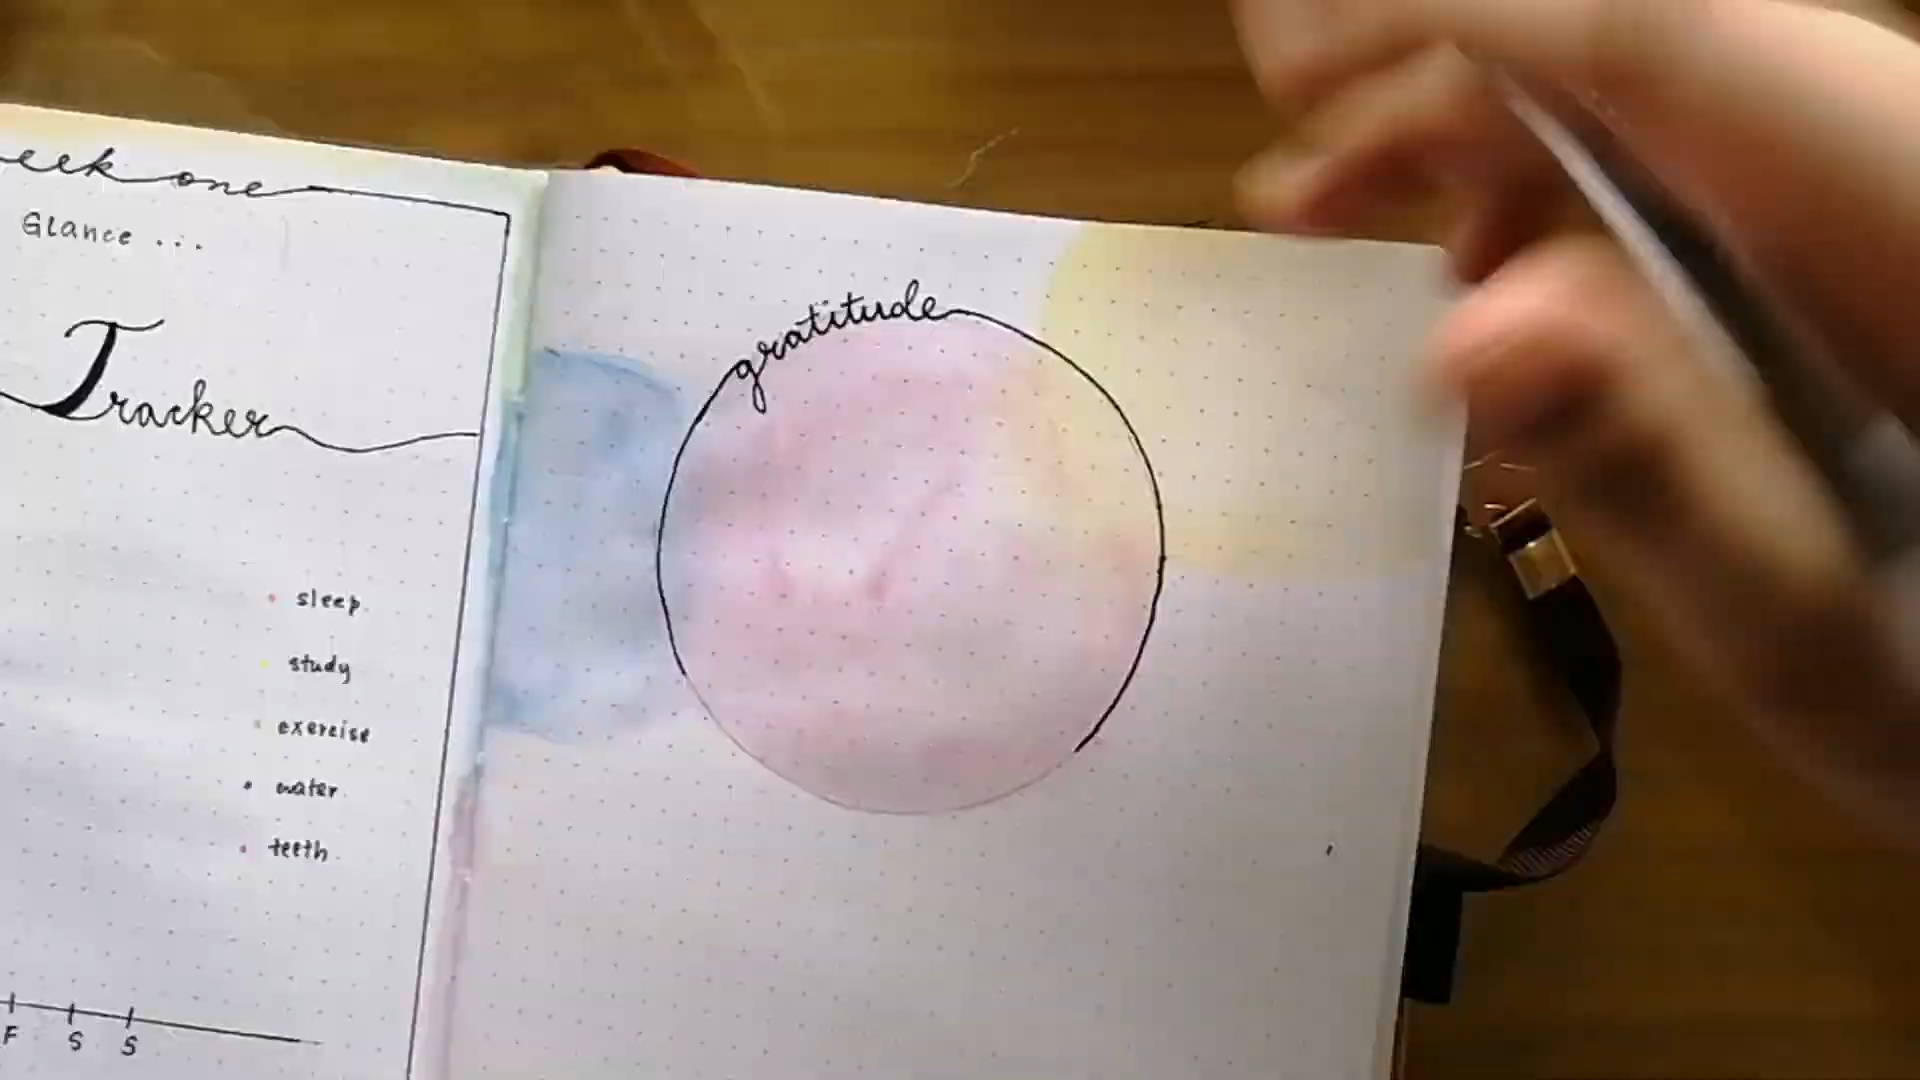 eek one
Glance ...
Tracker
sleep
study
exercise
water
teeth
F S S
gratitude